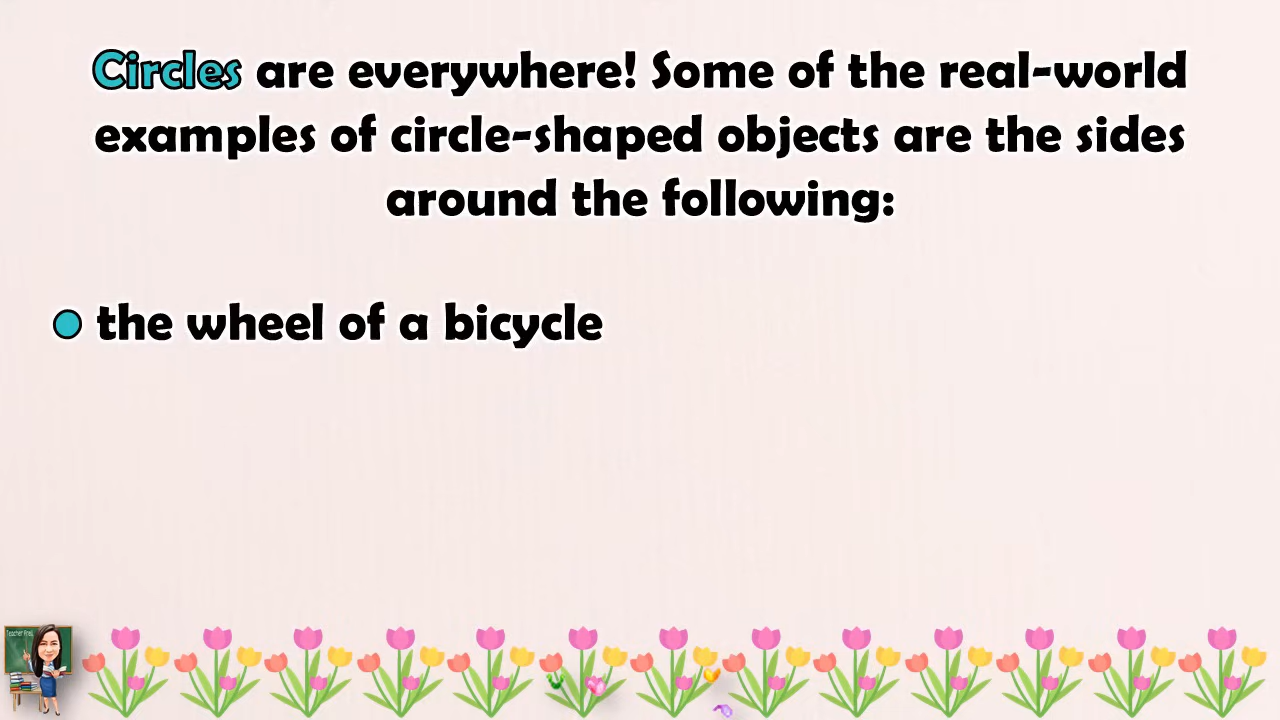 Circles are everywhere! Some of the real-world
examples of circle-shaped objects are the sides
around the following:
the wheel of a bicycle